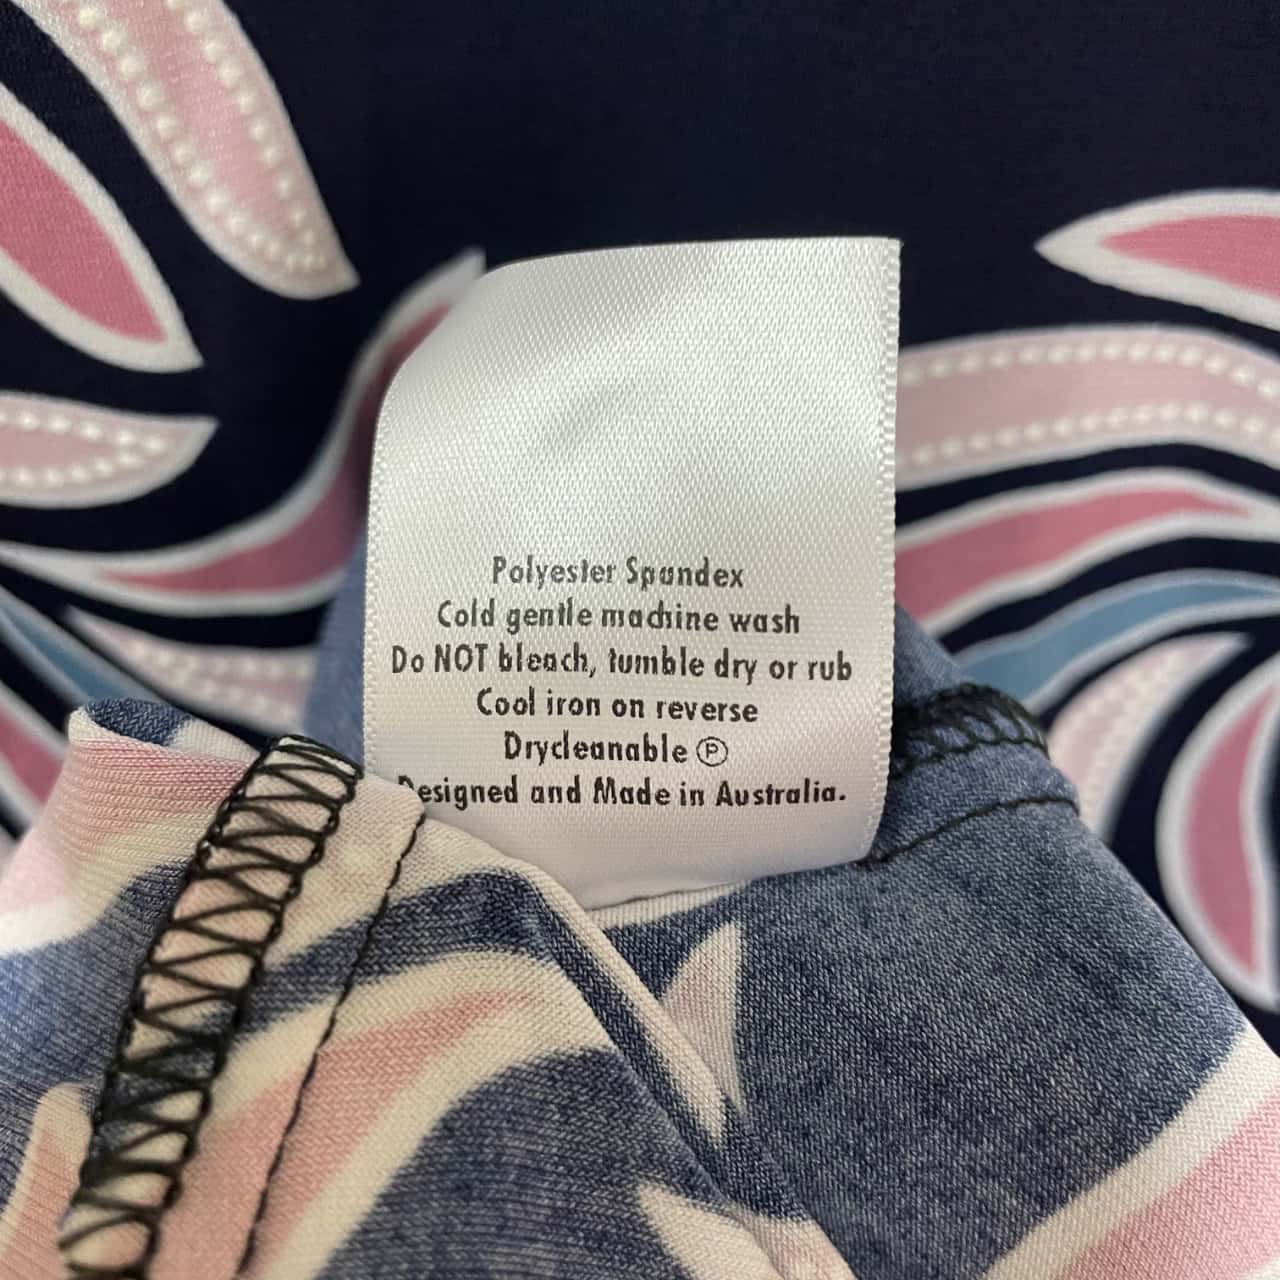 Polyester Spandex
Cold gentle machine wash
Do NOT bleach, tumble dry or rub
Cool iron on reverse
Drycleanable Ⓟ
Designed and Made in Australia.